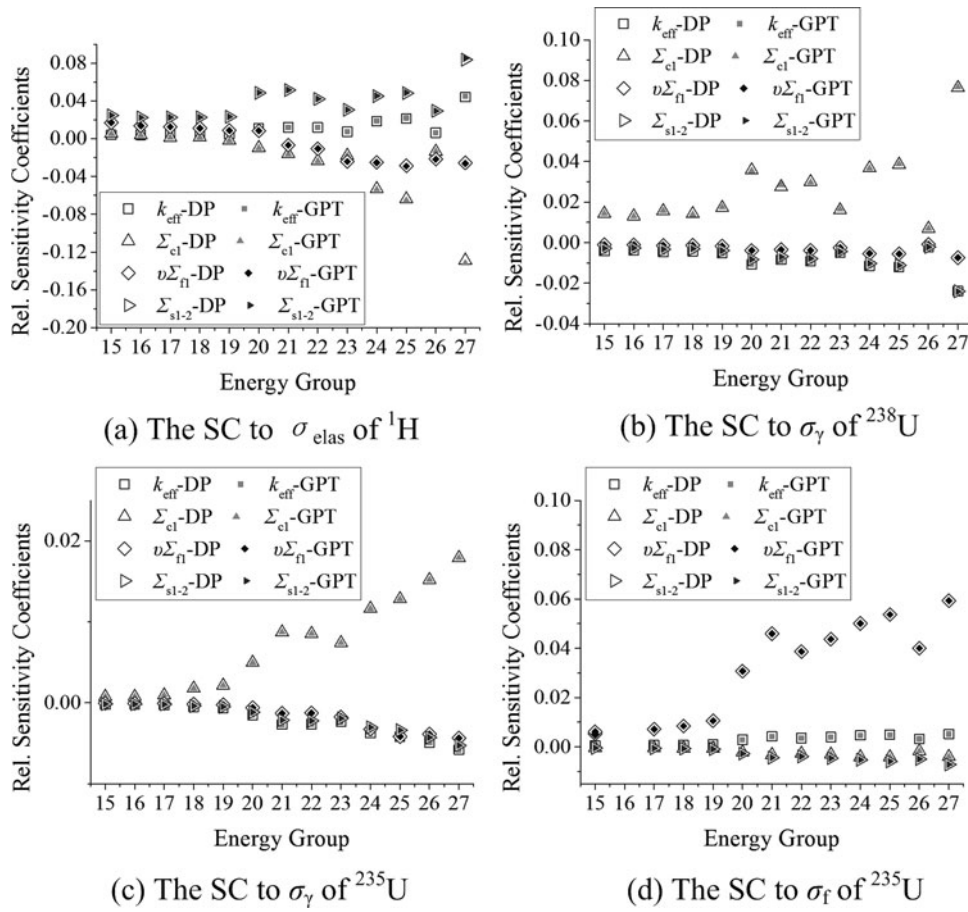 0.08
0.04
0.00
-0.04
-0.08
-0.12
-0.16
-0.20
Rel. Sensitivity Coefficients
k_eff-DP k_eff-GPT
Σ_c1-DP Σ_c1-GPT
υΣ_f1-DP υΣ_f1-GPT
Σ_s1-2-DP Σ_s1-2-GPT
15 16 17 18 19 20 21 22 23 24 25 26 27
Energy Group
(a) The SC to σ_elas of ¹H
0.10
0.08
0.06
0.04
0.02
0.00
-0.02
-0.04
Rel. Sensitivity Coefficients
k_eff-DP k_eff-GPT
Σ_c1-DP Σ_c1-GPT
υΣ_f1-DP υΣ_f1-GPT
Σ_s1-2-DP Σ_s1-2-GPT
15 16 17 18 19 20 21 22 23 24 25 26 27
Energy Group
(b) The SC to σ_γ of ²³⁸U
0.02
0.00
Rel. Sensitivity Coefficients
k_eff-DP k_eff-GPT
Σ_c1-DP Σ_c1-GPT
υΣ_f1-DP υΣ_f1-GPT
Σ_s1-2-DP Σ_s1-2-GPT
15 16 17 18 19 20 21 22 23 24 25 26 27
Energy Group
(c) The SC to σ_γ of ²³⁵U
0.10
0.08
0.06
0.04
0.02
0.00
Rel. Sensitivity Coefficients
k_eff-DP k_eff-GPT
Σ_c1-DP Σ_c1-GPT
υΣ_f1-DP υΣ_f1-GPT
Σ_s1-2-DP Σ_s1-2-GPT
15 16 17 18 19 20 21 22 23 24 25 26 27
Energy Group
(d) The SC to σ_f of ²³⁵U